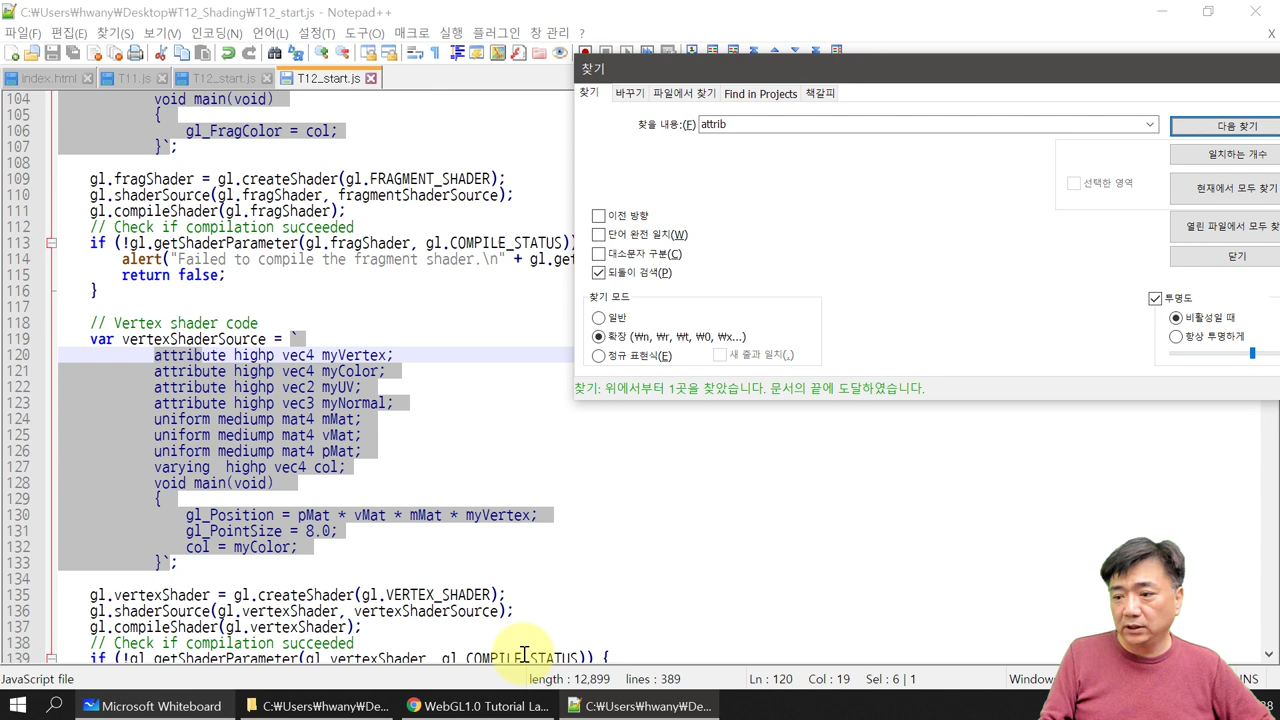 C:￦Users￦hwany￦Desktop￦T12_Shading￦T12_start.js - Notepad++
파일(F) 편집(E) 찾기(S) 보기(V) 인코딩(N) 언어(L) 설정(T) 도구(O) 매크로 실행 플러그인 창 관리 ? X
index.html T11.js T12_start.js T12_start.js
104 void main(void)
105 {
106 gl_FragColor = col;
107 }`;
108
109 gl.fragShader = gl.createShader(gl.FRAGMENT_SHADER);
110 gl.shaderSource(gl.fragShader, fragmentShaderSource);
111 gl.compileShader(gl.fragShader);
112 // Check if compilation succeeded
113 if (!gl.getShaderParameter(gl.fragShader, gl.COMPILE_STATUS))
114 alert("Failed to compile the fragment shader.\n" + gl.ge
115 return false;
116 }
117
118 // Vertex shader code
119 var vertexShaderSource = `
120 attribute highp vec4 myVertex;
121 attribute highp vec4 myColor;
122 attribute highp vec2 myUV;
123 attribute highp vec3 myNormal;
124 uniform mediump mat4 mMat;
125 uniform mediump mat4 vMat;
126 uniform mediump mat4 pMat;
127 varying  highp vec4 col;
128 void main(void)
129 {
130 gl_Position = pMat * vMat * mMat * myVertex;
131 gl_PointSize = 8.0;
132 col = myColor;
133 }`;
134
135 gl.vertexShader = gl.createShader(gl.VERTEX_SHADER);
136 gl.shaderSource(gl.vertexShader, vertexShaderSource);
137 gl.compileShader(gl.vertexShader);
138 // Check if compilation succeeded
139 if (!gl.getShaderParameter(gl.vertexShader, gl.COMPILE_STATUS)) {
찾기
찾기 바꾸기 파일에서 찾기 Find in Projects 책갈피
찾을 내용:(F) attrib 다음 찾기
일치하는 개수
선택한 영역 현재에서 모두 찾기
이전 방향
단어 완전 일치(W) 열린 파일에서 모두 찾
대소문자 구분(C) 닫기
되돌이 검색(P)
찾기 모드 투명도
일반 비활성일 때
확장 (￦n, ￦r, ￦t, ￦0, ￦x...) 항상 투명하게
정규 표현식(E) 새 줄과 일치(.)
찾기: 위에서부터 1곳을 찾았습니다. 문서의 끝에 도달하였습니다.
JavaScript file length : 12,899 lines : 389 Ln : 120 Col : 19 Sel : 6 | 1 Window NS
Microsoft Whiteboard C:￦Users￦hwany￦De... WebGL1.0 Tutorial La... C:￦Users￦hwany￦De...